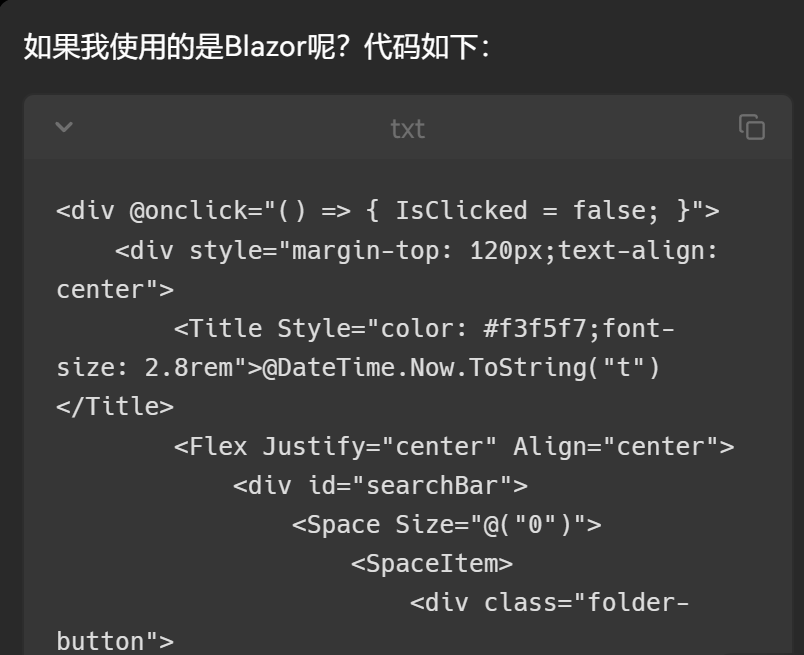 如果我使用的是Blazor呢？代码如下：
txt
<div @onclick="() => { IsClicked = false; }">
    <div style="margin-top: 120px;text-align:
center">
        <Title Style="color: #f3f5f7;font-
size: 2.8rem">@DateTime.Now.ToString("t")
</Title>
        <Flex Justify="center" Align="center">
            <div id="searchBar">
                <Space Size="@("0")">
                    <SpaceItem>
                        <div class="folder-
button">